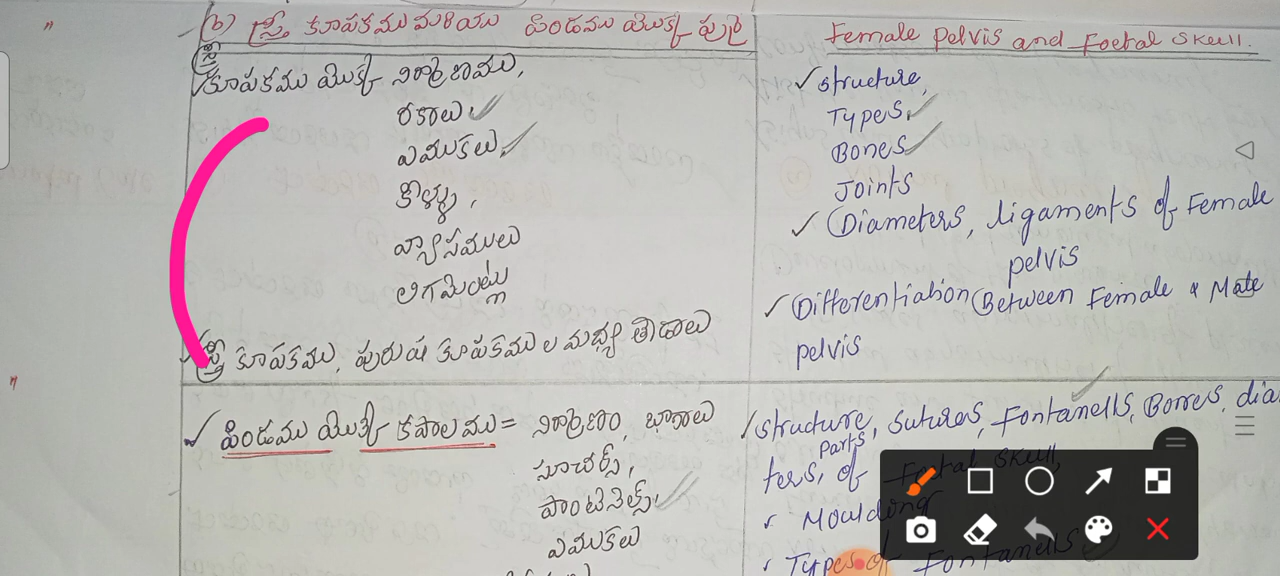 (b) స్త్రీ కూపకము మరియు పిండము యొక్క పుర్రె
Female pelvis and Foetal skull.
స్త్రీ
కూపకము యొక్క నిర్మాణము,
రకాలు
ఎముకలు,
కీళ్ళు,
వ్యాసములు
లిగమెంట్లు
స్త్రీ కూపకము, పురుష కూపకముల మధ్య తేడాలు
structure,
Types,
Bones
Joints
Diameters, ligaments of Female
pelvis
Differentiation Between Female & Male
pelvis
పిండము యొక్క కపాలము = నిర్మాణం, భాగాలు
సూచర్స్,
పాంటెనెల్స్,
ఎముకలు
structure, Sutures, Fontanells, Bones, dia
parts
ters, of Foetal skull,
Moulding
Types of Fontanells